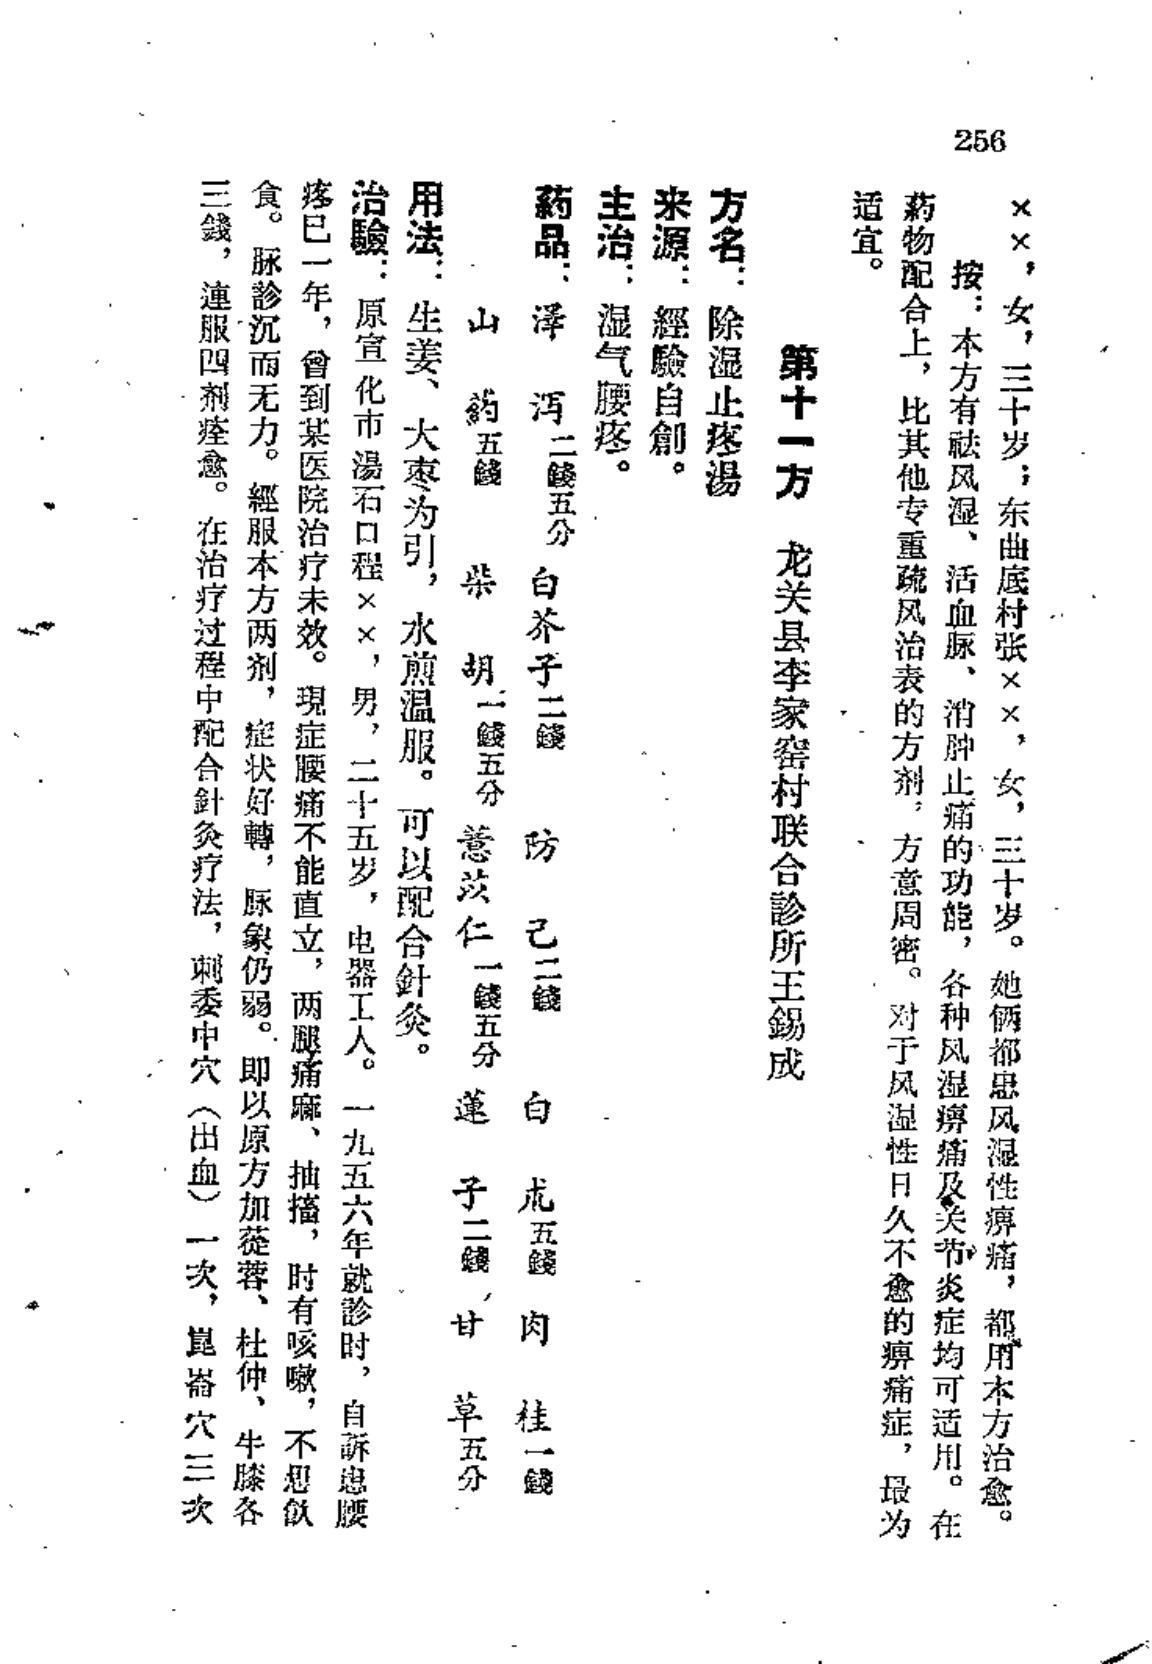 256
××，女，三十岁；东曲底村张××，女，三十岁。她俩都患风湿性痹痛，都用本方治愈。
按：本方有祛风湿、活血脉、消肿止痛的功能，各种风湿痹痛及关节炎症均可适用。在
药物配合上，比其他专重疏风治表的方剂，方意周密。对于风湿性日久不愈的痹痛症，最为
适宜。
第十一方 龙关县李家窑村联合診所王錫成
方名：除湿止疼湯
来源：經驗自創。
主治：湿气腰疼。
药品：澤 泻二錢五分 白芥子二錢 防 己二錢 白 朮五錢 肉 桂一錢
山 药五錢 柴 胡一錢五分 薏苡仁一錢五分 蓮 子二錢 甘 草五分
用法：生姜、大枣为引，水煎温服。可以配合針灸。
治驗：原宣化市湯石口程××，男，二十五岁，电器工人。一九五六年就診时，自訴患腰
疼已一年，曾到某医院治疗未效。現症腰痛不能直立，两腿痛麻、抽搐，时有咳嗽，不想飲
食。脉診沉而无力。經服本方两剂，症状好轉，脉象仍弱。即以原方加蓯蓉、杜仲、牛膝各
三錢，連服四剂痊愈。在治疗过程中配合針灸疗法，刺委中穴（出血）一次，崑崙穴三次